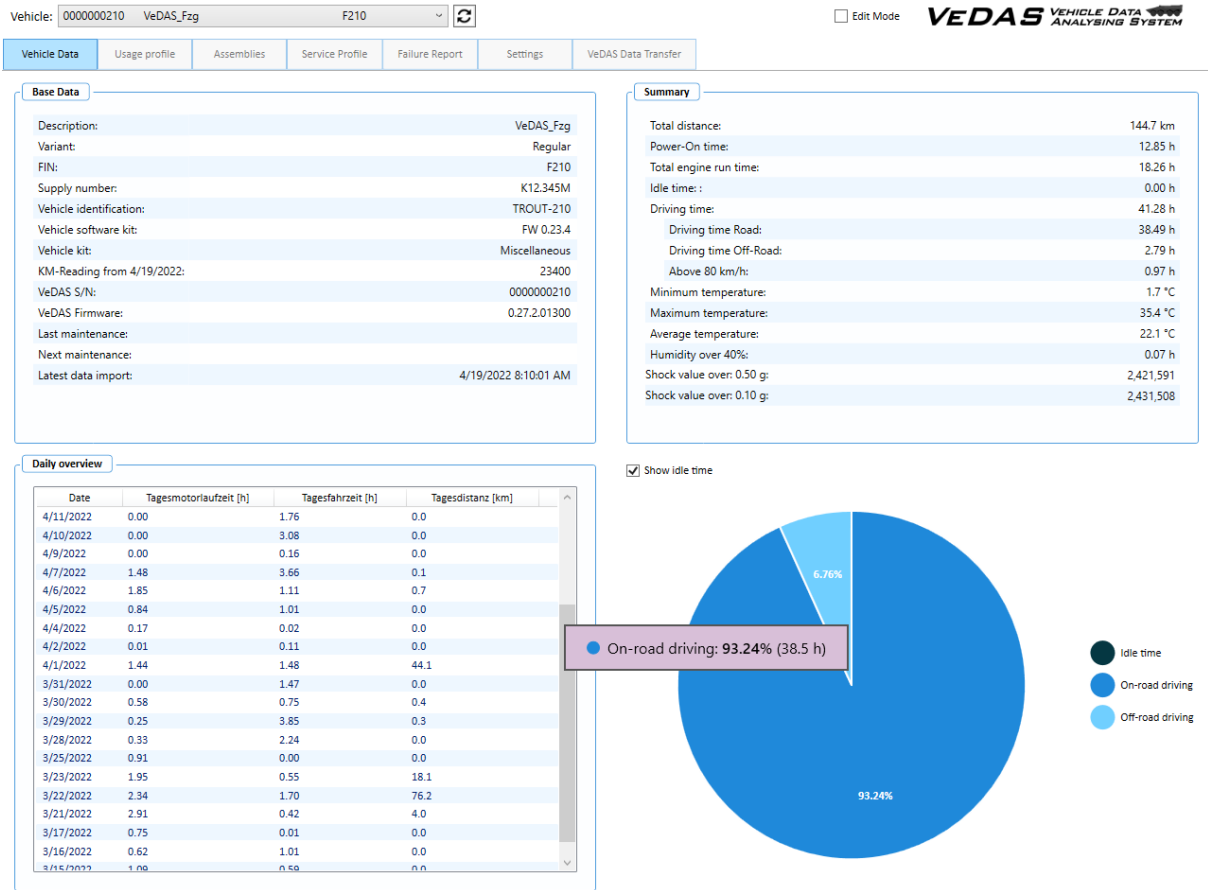 Vehicle: 0000000210 VeDAS_Fzg F210
Edit Mode
VEDAS VEHICLE DATA ANALYSING SYSTEM
Vehicle Data Usage profile Assemblies Service Profile Failure Report Settings VeDAS Data Transfer
Base Data
Description: VeDAS_Fzg
Variant: Regular
FIN: F210
Supply number: K12.345M
Vehicle identification: TROUT-210
Vehicle software kit: FW 0.23.4
Vehicle kit: Miscellaneous
KM-Reading from 4/19/2022: 23400
VeDAS S/N: 0000000210
VeDAS Firmware: 0.27.2.01300
Last maintenance:
Next maintenance:
Latest data import: 4/19/2022 8:10:01 AM
Summary
Total distance: 144.7 km
Power-On time: 12.85 h
Total engine run time: 18.26 h
Idle time: : 0.00 h
Driving time: 41.28 h
Driving time Road: 38.49 h
Driving time Off-Road: 2.79 h
Above 80 km/h: 0.97 h
Minimum temperature: 1.7 °C
Maximum temperature: 35.4 °C
Average temperature: 22.1 °C
Humidity over 40%: 0.07 h
Shock value over: 0.50 g: 2,421,591
Shock value over: 0.10 g: 2,431,508
Daily overview
Date Tagesmotorlaufzeit [h] Tagesfahrzeit [h] Tagesdistanz [km]
4/11/2022 0.00 1.76 0.0
4/10/2022 0.00 3.08 0.0
4/9/2022 0.00 0.16 0.0
4/7/2022 1.48 3.66 0.1
4/6/2022 1.85 1.11 0.7
4/5/2022 0.84 1.01 0.0
4/4/2022 0.17 0.02 0.0
4/2/2022 0.01 0.11 0.0
4/1/2022 1.44 1.48 44.1
3/31/2022 0.00 1.47 0.0
3/30/2022 0.58 0.75 0.4
3/29/2022 0.25 3.85 0.3
3/28/2022 0.33 2.24 0.0
3/25/2022 0.91 0.00 0.0
3/23/2022 1.95 0.55 18.1
3/22/2022 2.34 1.70 76.2
3/21/2022 2.91 0.42 4.0
3/17/2022 0.75 0.01 0.0
3/16/2022 0.62 1.01 0.0
3/15/2022 1.09 0.59 0.0
Show idle time
6.76%
On-road driving: 93.24% (38.5 h)
93.24%
Idle time
On-road driving
Off-road driving